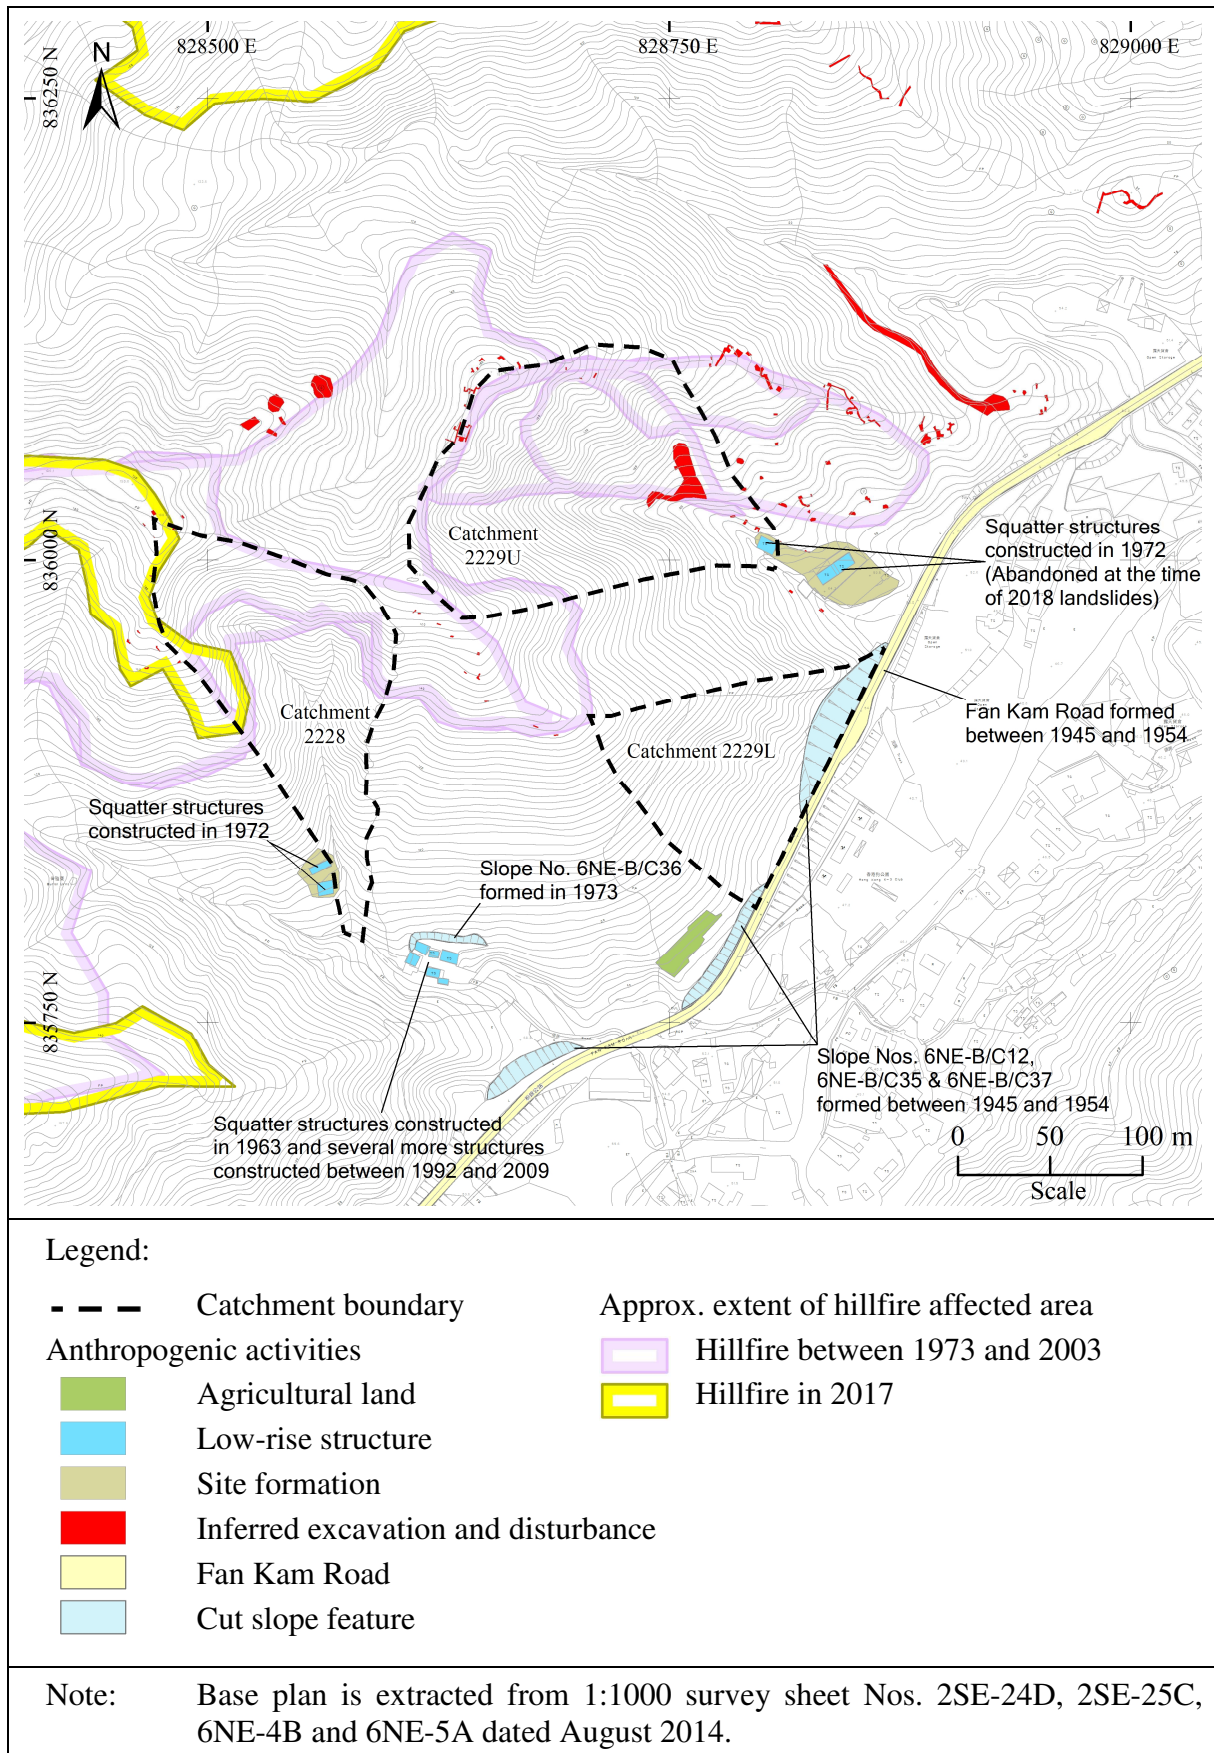 828500 E
828750 E
829000 E
N
836250 N
836000 N
835750 N
Catchment
2229U
Squatter structures
constructed in 1972
(Abandoned at the time
of 2018 landslides)
Catchment
2228
Catchment 2229L
Fan Kam Road formed
between 1945 and 1954
Squatter structures
constructed in 1972
Slope No. 6NE-B/C36
formed in 1973
Slope Nos. 6NE-B/C12,
6NE-B/C35 & 6NE-B/C37
formed between 1945 and 1954
Squatter structures constructed
in 1963 and several more structures
constructed between 1992 and 2009
FAN KAM ROAD
0 50 100 m
Scale
Legend:
Catchment boundary
Approx. extent of hillfire affected area
Anthropogenic activities
Hillfire between 1973 and 2003
Agricultural land
Hillfire in 2017
Low-rise structure
Site formation
Inferred excavation and disturbance
Fan Kam Road
Cut slope feature
Note: Base plan is extracted from 1:1000 survey sheet Nos. 2SE-24D, 2SE-25C,
6NE-4B and 6NE-5A dated August 2014.